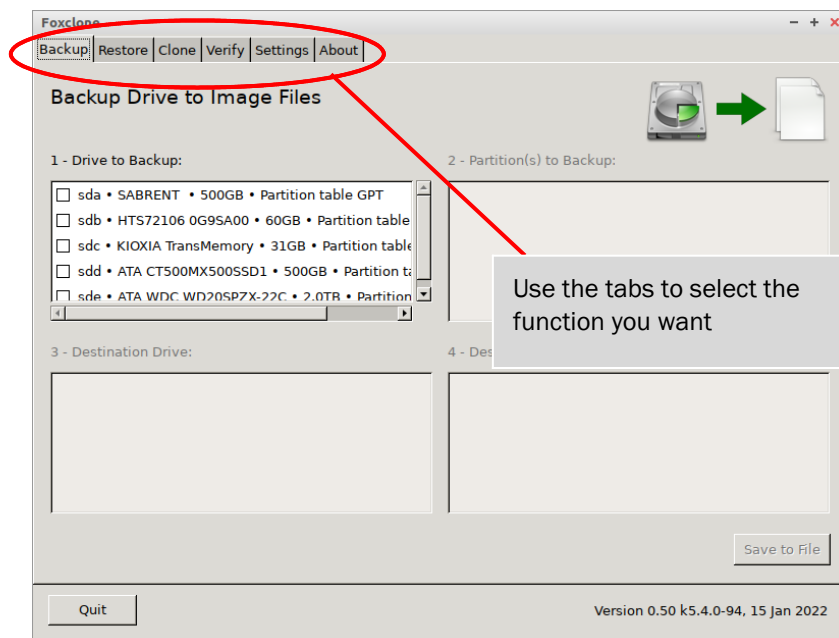 Foxclone
Backup Restore Clone Verify Settings About
Backup Drive to Image Files
1 - Drive to Backup:
2 - Partition(s) to Backup:
sda • SABRENT • 500GB • Partition table GPT
sdb • HTS72106 0G9SA00 • 60GB • Partition table
sdc • KIOXIA TransMemory • 31GB • Partition table
sdd • ATA CT500MX500SSD1 • 500GB • Partition
sde • ATA WDC WD20SPZX-22C • 2.0TB • Partition
Use the tabs to select the
function you want
3 - Destination Drive:
4 - Des
Save to File
Quit
Version 0.50 k5.4.0-94, 15 Jan 2022